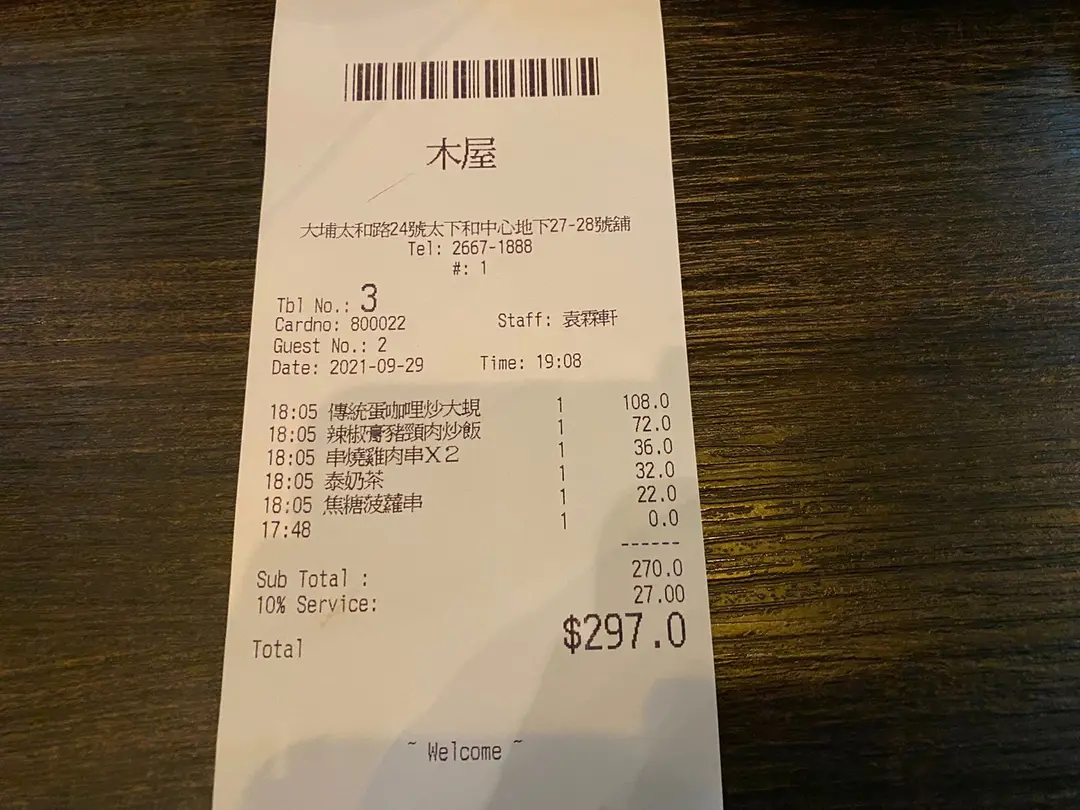 木屋
大埔太和路24號太下和中心地下27-28號舖
Tel: 2667-1888
#: 1
Tbl No.: 3
Cardno: 800022 Staff: 袁霖軒
Guest No.: 2
Date: 2021-09-29 Time: 19:08
18:05 傳統蛋咖哩炒大蜆 1 108.0
18:05 辣椒膏豬頸肉炒飯 1 72.0
18:05 串燒雞肉串X2 1 36.0
18:05 泰奶茶 1 32.0
18:05 焦糖菠蘿串 1 22.0
17:48 1 0.0
------
Sub Total : 270.0
10% Service: 27.00
Total $297.0
~ Welcome ~